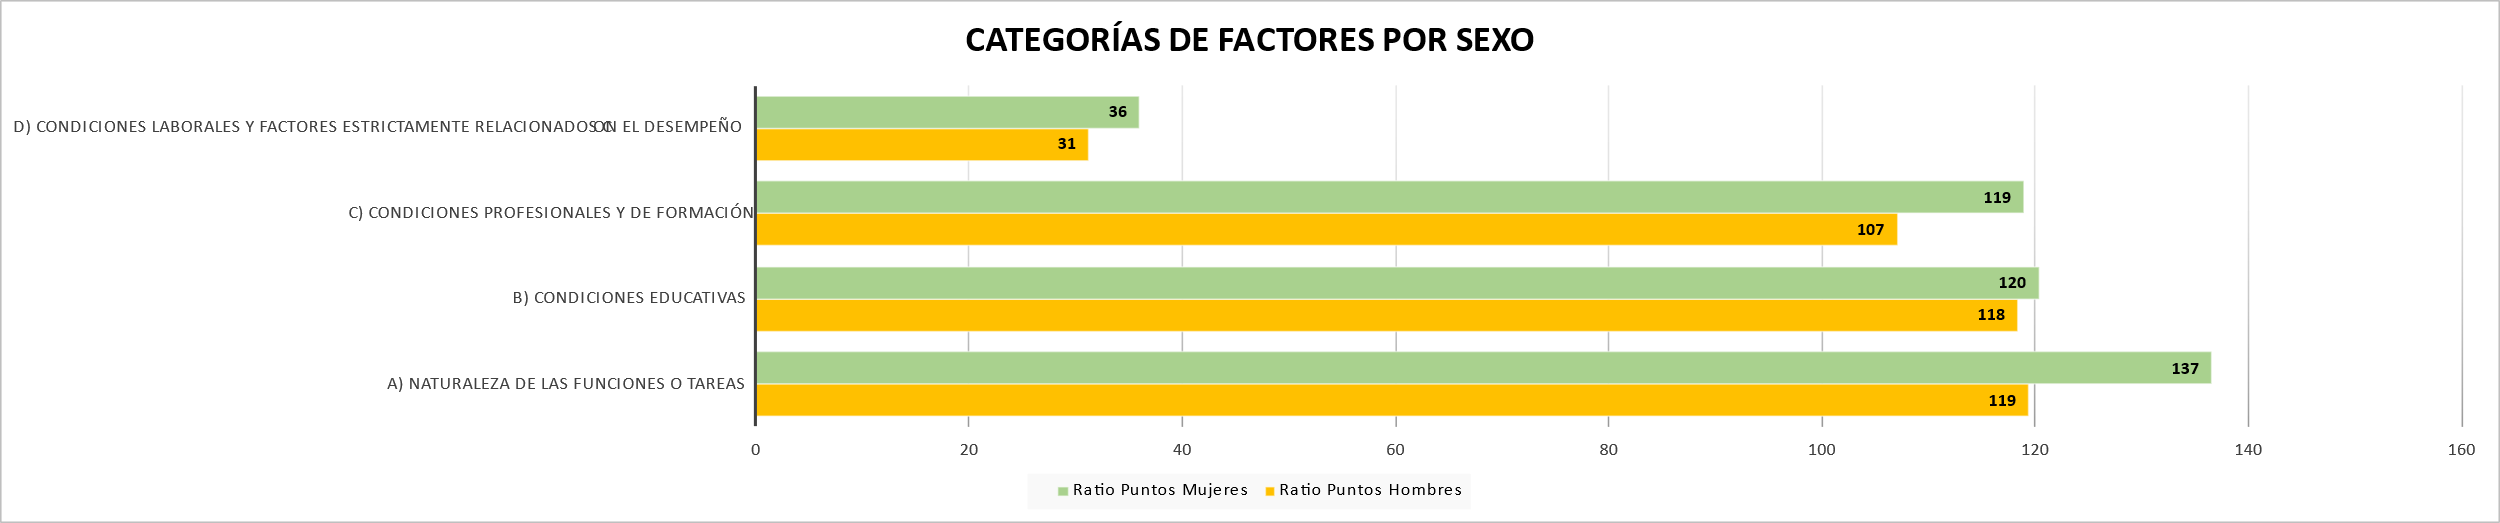 CATEGORÍAS DE FACTORES POR SEXO
D) CONDICIONES LABORALES Y FACTORES ESTRICTAMENTE RELACIONADOS CON EL DESEMPEÑO
36
31
C) CONDICIONES PROFESIONALES Y DE FORMACIÓN
119
107
B) CONDICIONES EDUCATIVAS
120
118
A) NATURALEZA DE LAS FUNCIONES O TAREAS
137
119
0 20 40 60 80 100 120 140 160
Ratio Puntos Mujeres Ratio Puntos Hombres